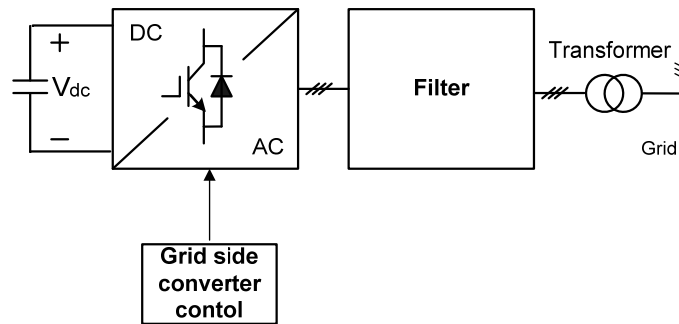 DC
+
Vdc
−
AC
Filter
Transformer
Grid
Grid side
converter
contol